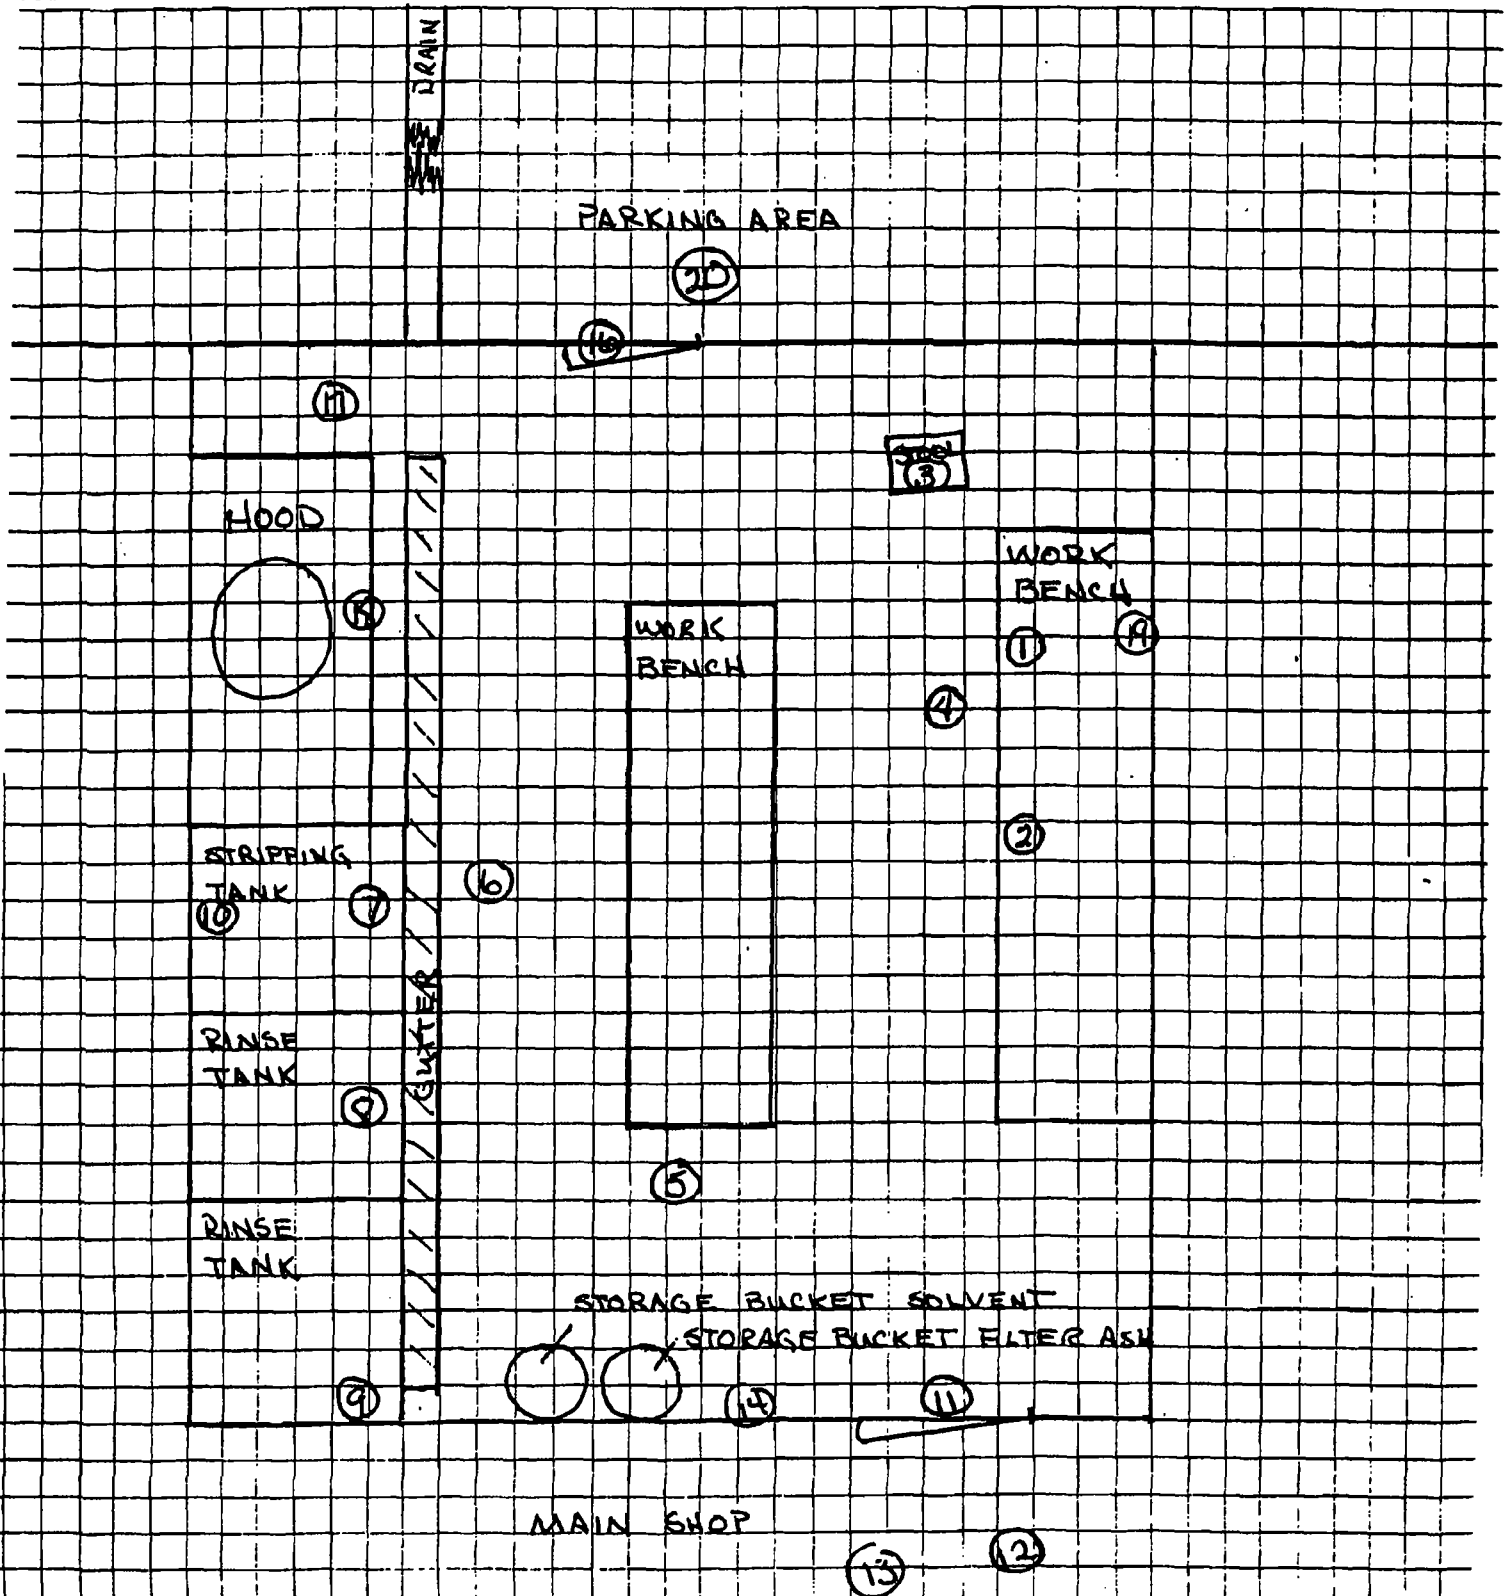 DRAIN
PARKING AREA
20
16
17
STOOL
3
HOOD
WORK
BENCH
15
WORK
BENCH
1
19
4
2
STRIPPING
TANK
10
7
6
GUTTER
RINSE
TANK
8
5
RINSE
TANK
STORAGE BUCKET SOLVENT
STORAGE BUCKET FILTER ASH
9
14
11
MAIN SHOP
13
12